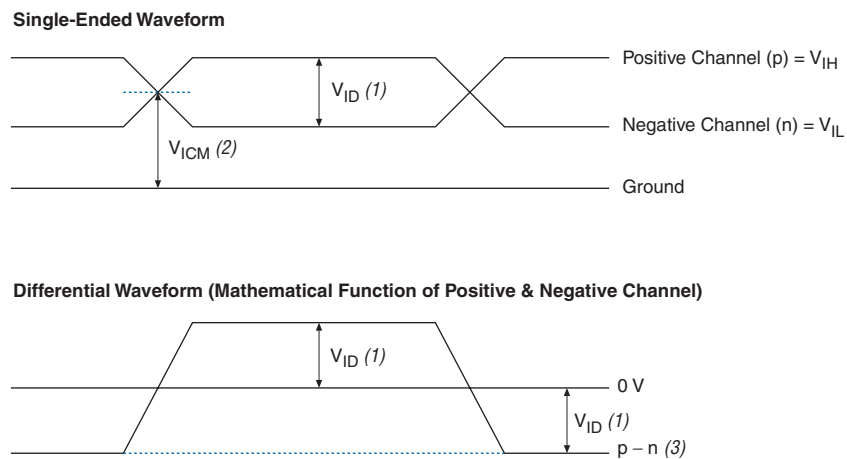 Single-Ended Waveform
Positive Channel (p) = VIH
VID (1)
Negative Channel (n) = VIL
VICM (2)
Ground
Differential Waveform (Mathematical Function of Positive & Negative Channel)
VID (1)
0 V
VID (1)
p − n (3)